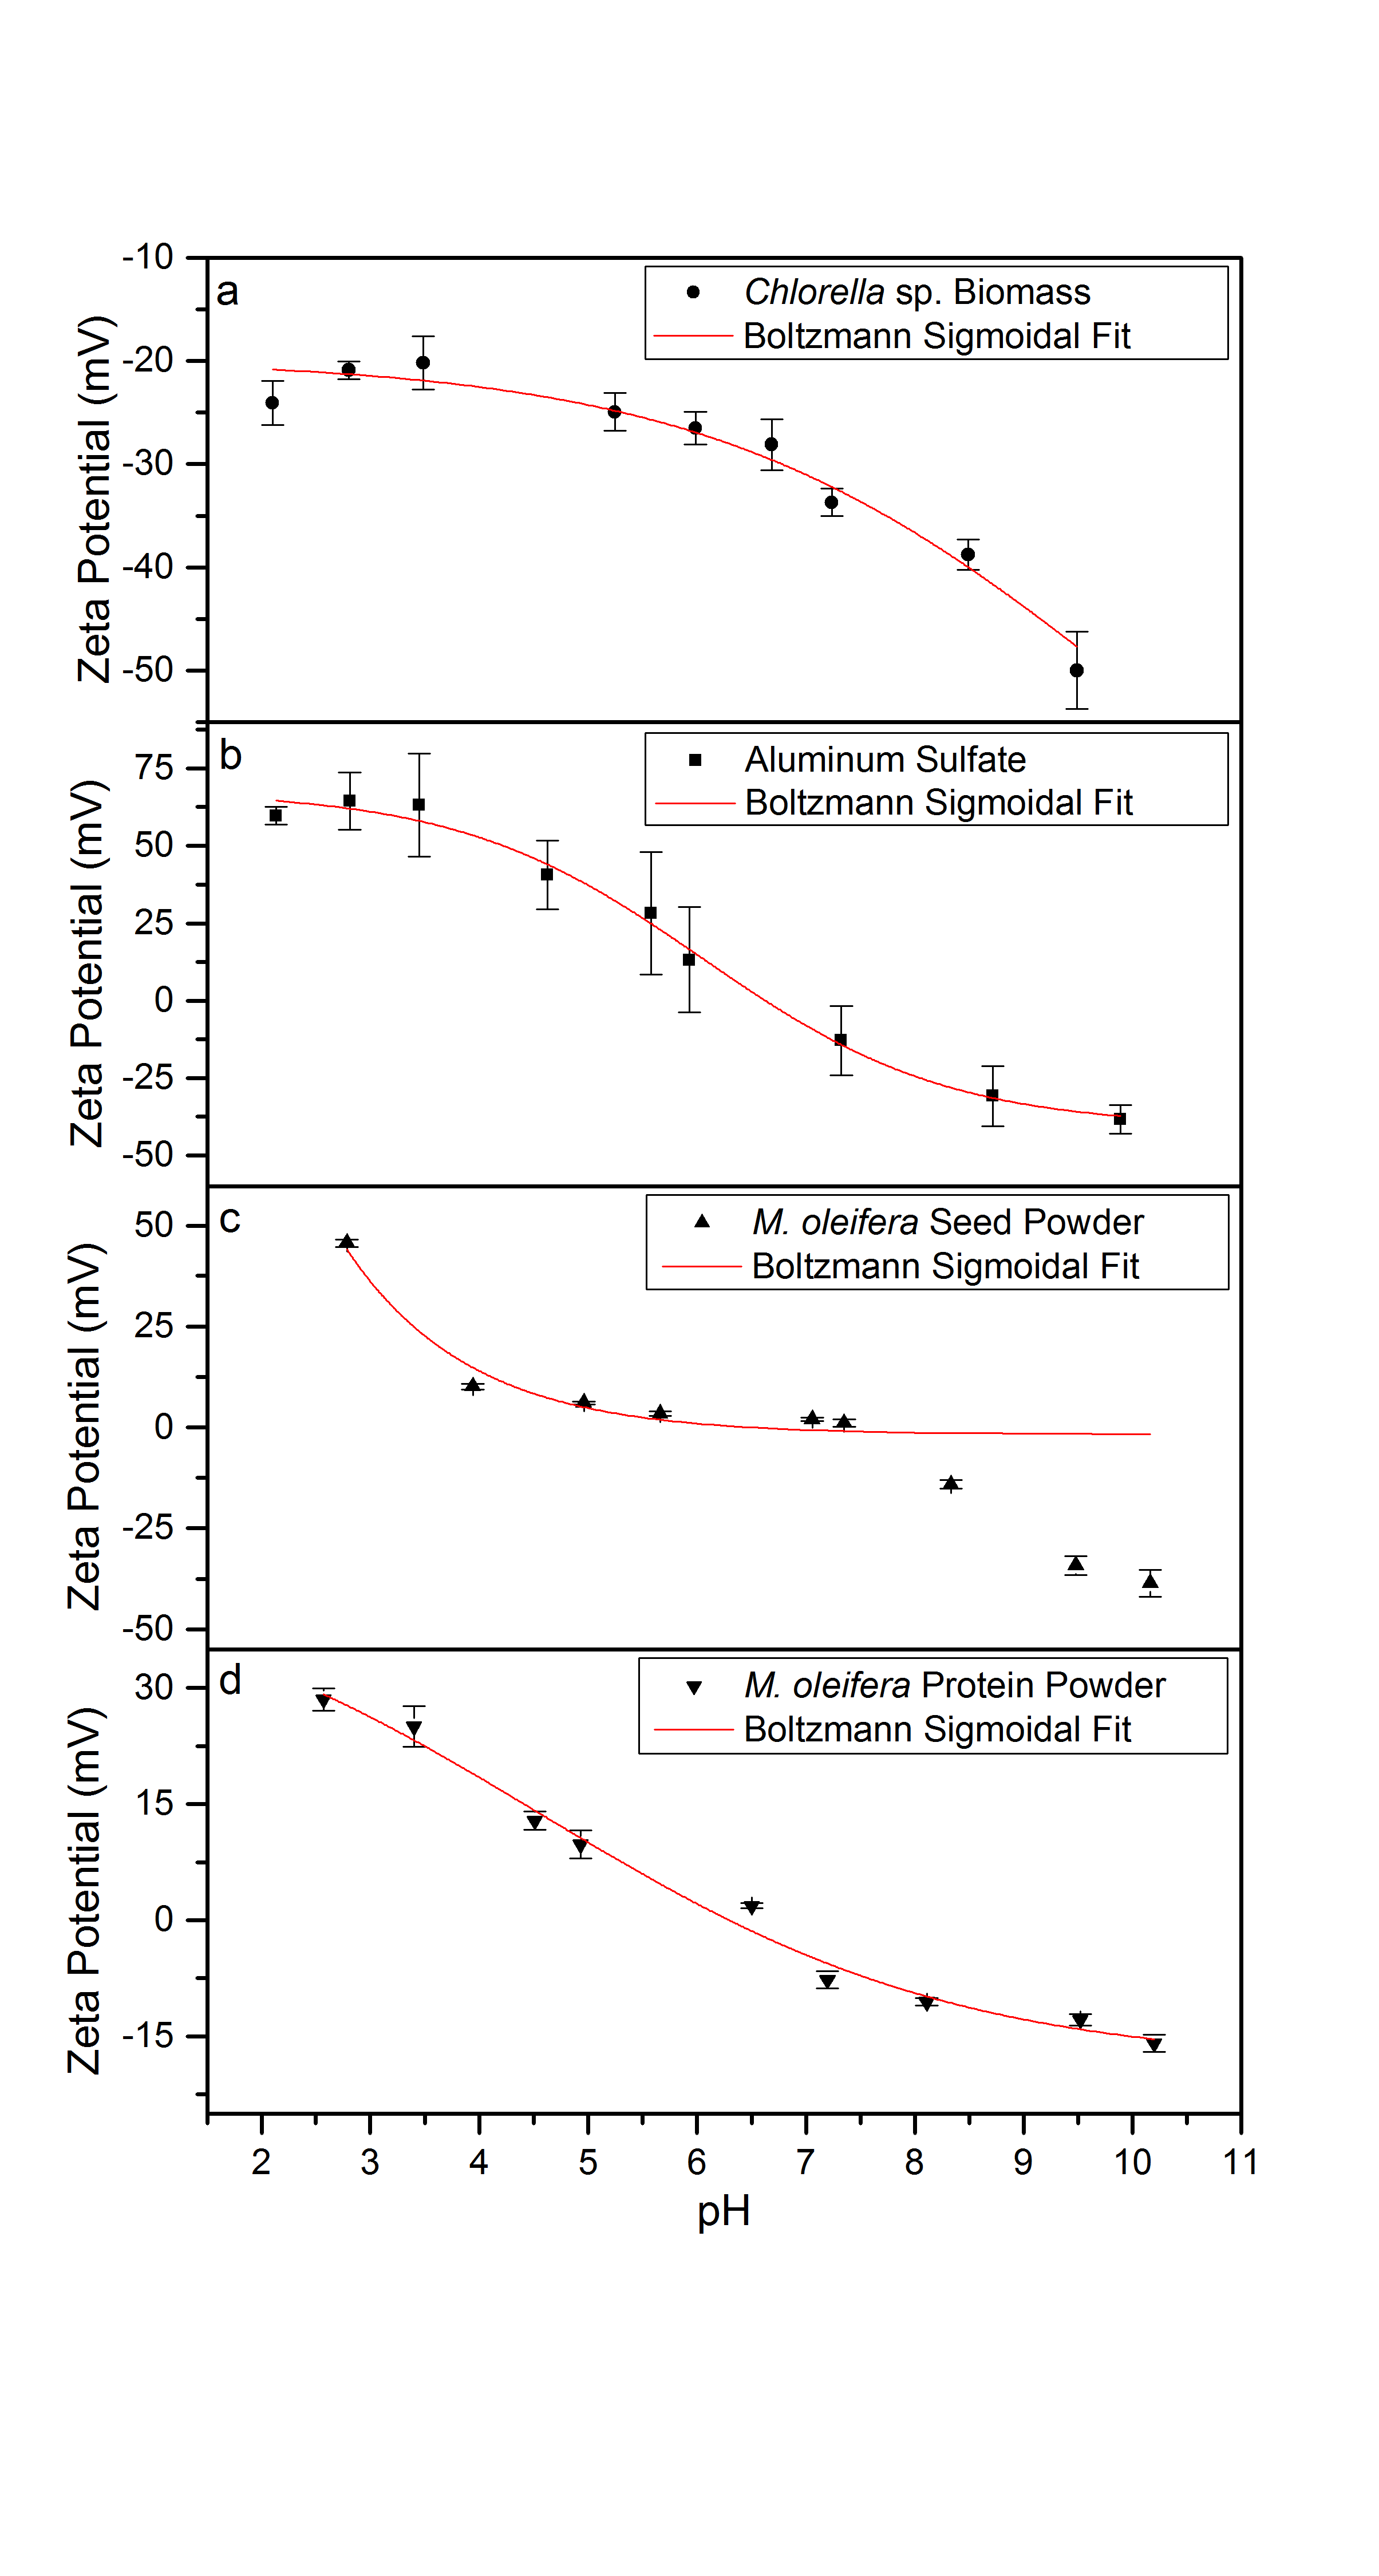 a
Chlorella sp. Biomass
Boltzmann Sigmoidal Fit
Zeta Potential (mV)
-10
-20
-30
-40
-50
b
Aluminum Sulfate
Boltzmann Sigmoidal Fit
Zeta Potential (mV)
75
50
25
0
-25
-50
c
M. oleifera Seed Powder
Boltzmann Sigmoidal Fit
Zeta Potential (mV)
50
25
0
-25
-50
d
M. oleifera Protein Powder
Boltzmann Sigmoidal Fit
Zeta Potential (mV)
30
15
0
-15
2 3 4 5 6 7 8 9 10 11
pH